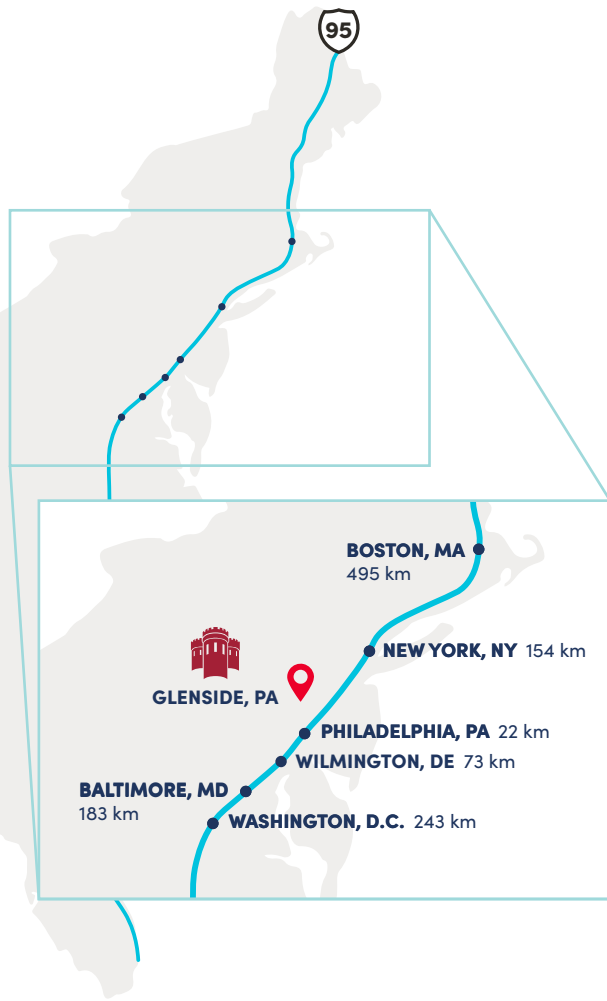 95
BOSTON, MA
495 km
NEW YORK, NY 154 km
GLENSIDE, PA
PHILADELPHIA, PA 22 km
WILMINGTON, DE 73 km
BALTIMORE, MD
183 km
WASHINGTON, D.C. 243 km